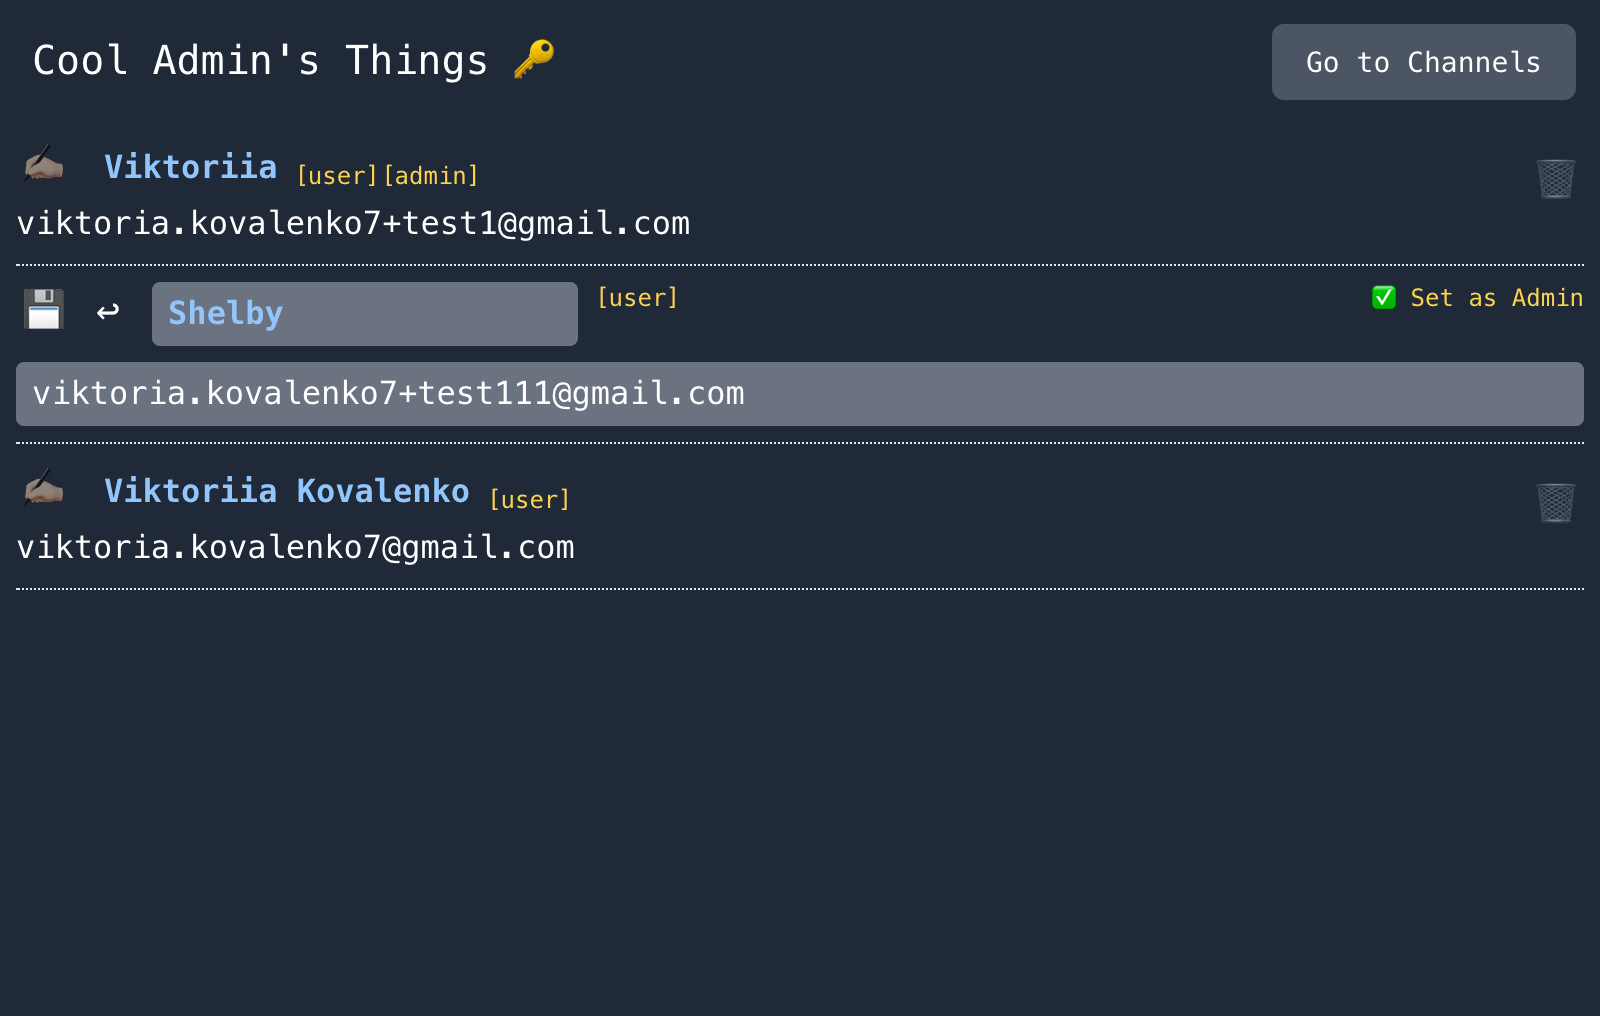 Cool Admin's Things 🔑
Go to Channels
Viktoriia [user][admin]
viktoria.kovalenko7+test1@gmail.com
Shelby [user] ✅ Set as Admin
viktoria.kovalenko7+test111@gmail.com
Viktoriia Kovalenko [user]
viktoria.kovalenko7@gmail.com